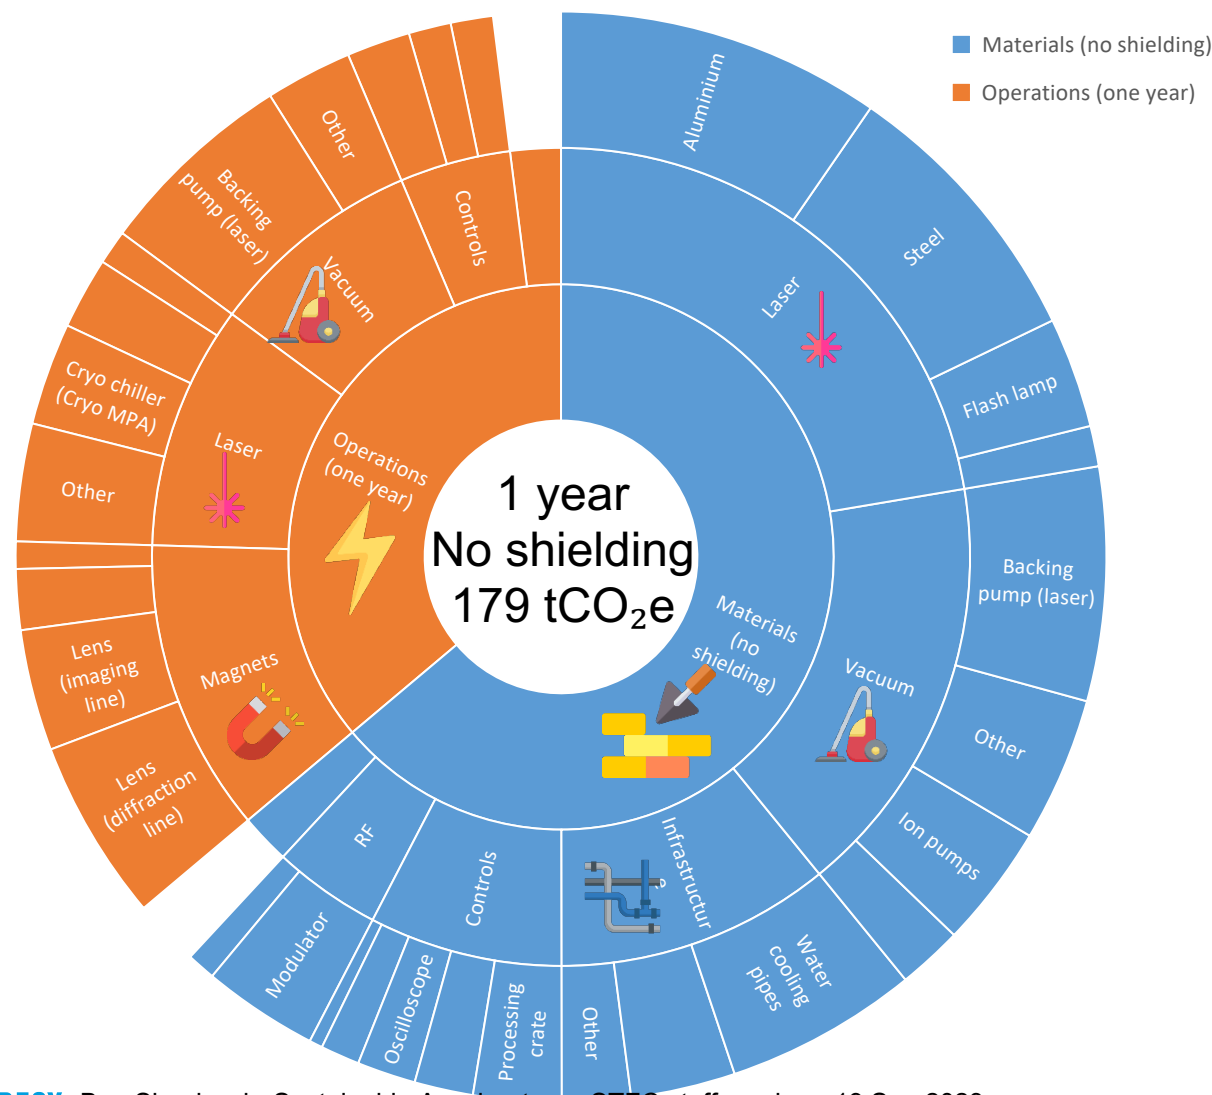 Materials (no shielding)
Operations (one year)
1 year
No shielding
179 tCO₂e
Materials
(no
shielding)
Laser
Aluminium
Steel
Flash lamp
Vacuum
Backing
pump (laser)
Other
Ion pumps
Infrastructur
e
Water
cooling
pipes
Other
Controls
Processing
crate
Oscilloscope
RF
Modulator
Operations
(one year)
Magnets
Lens
(diffraction
line)
Lens
(imaging
line)
Laser
Other
Cryo chiller
(Cryo MPA)
Vacuum
Backing
pump (laser)
Other
Controls